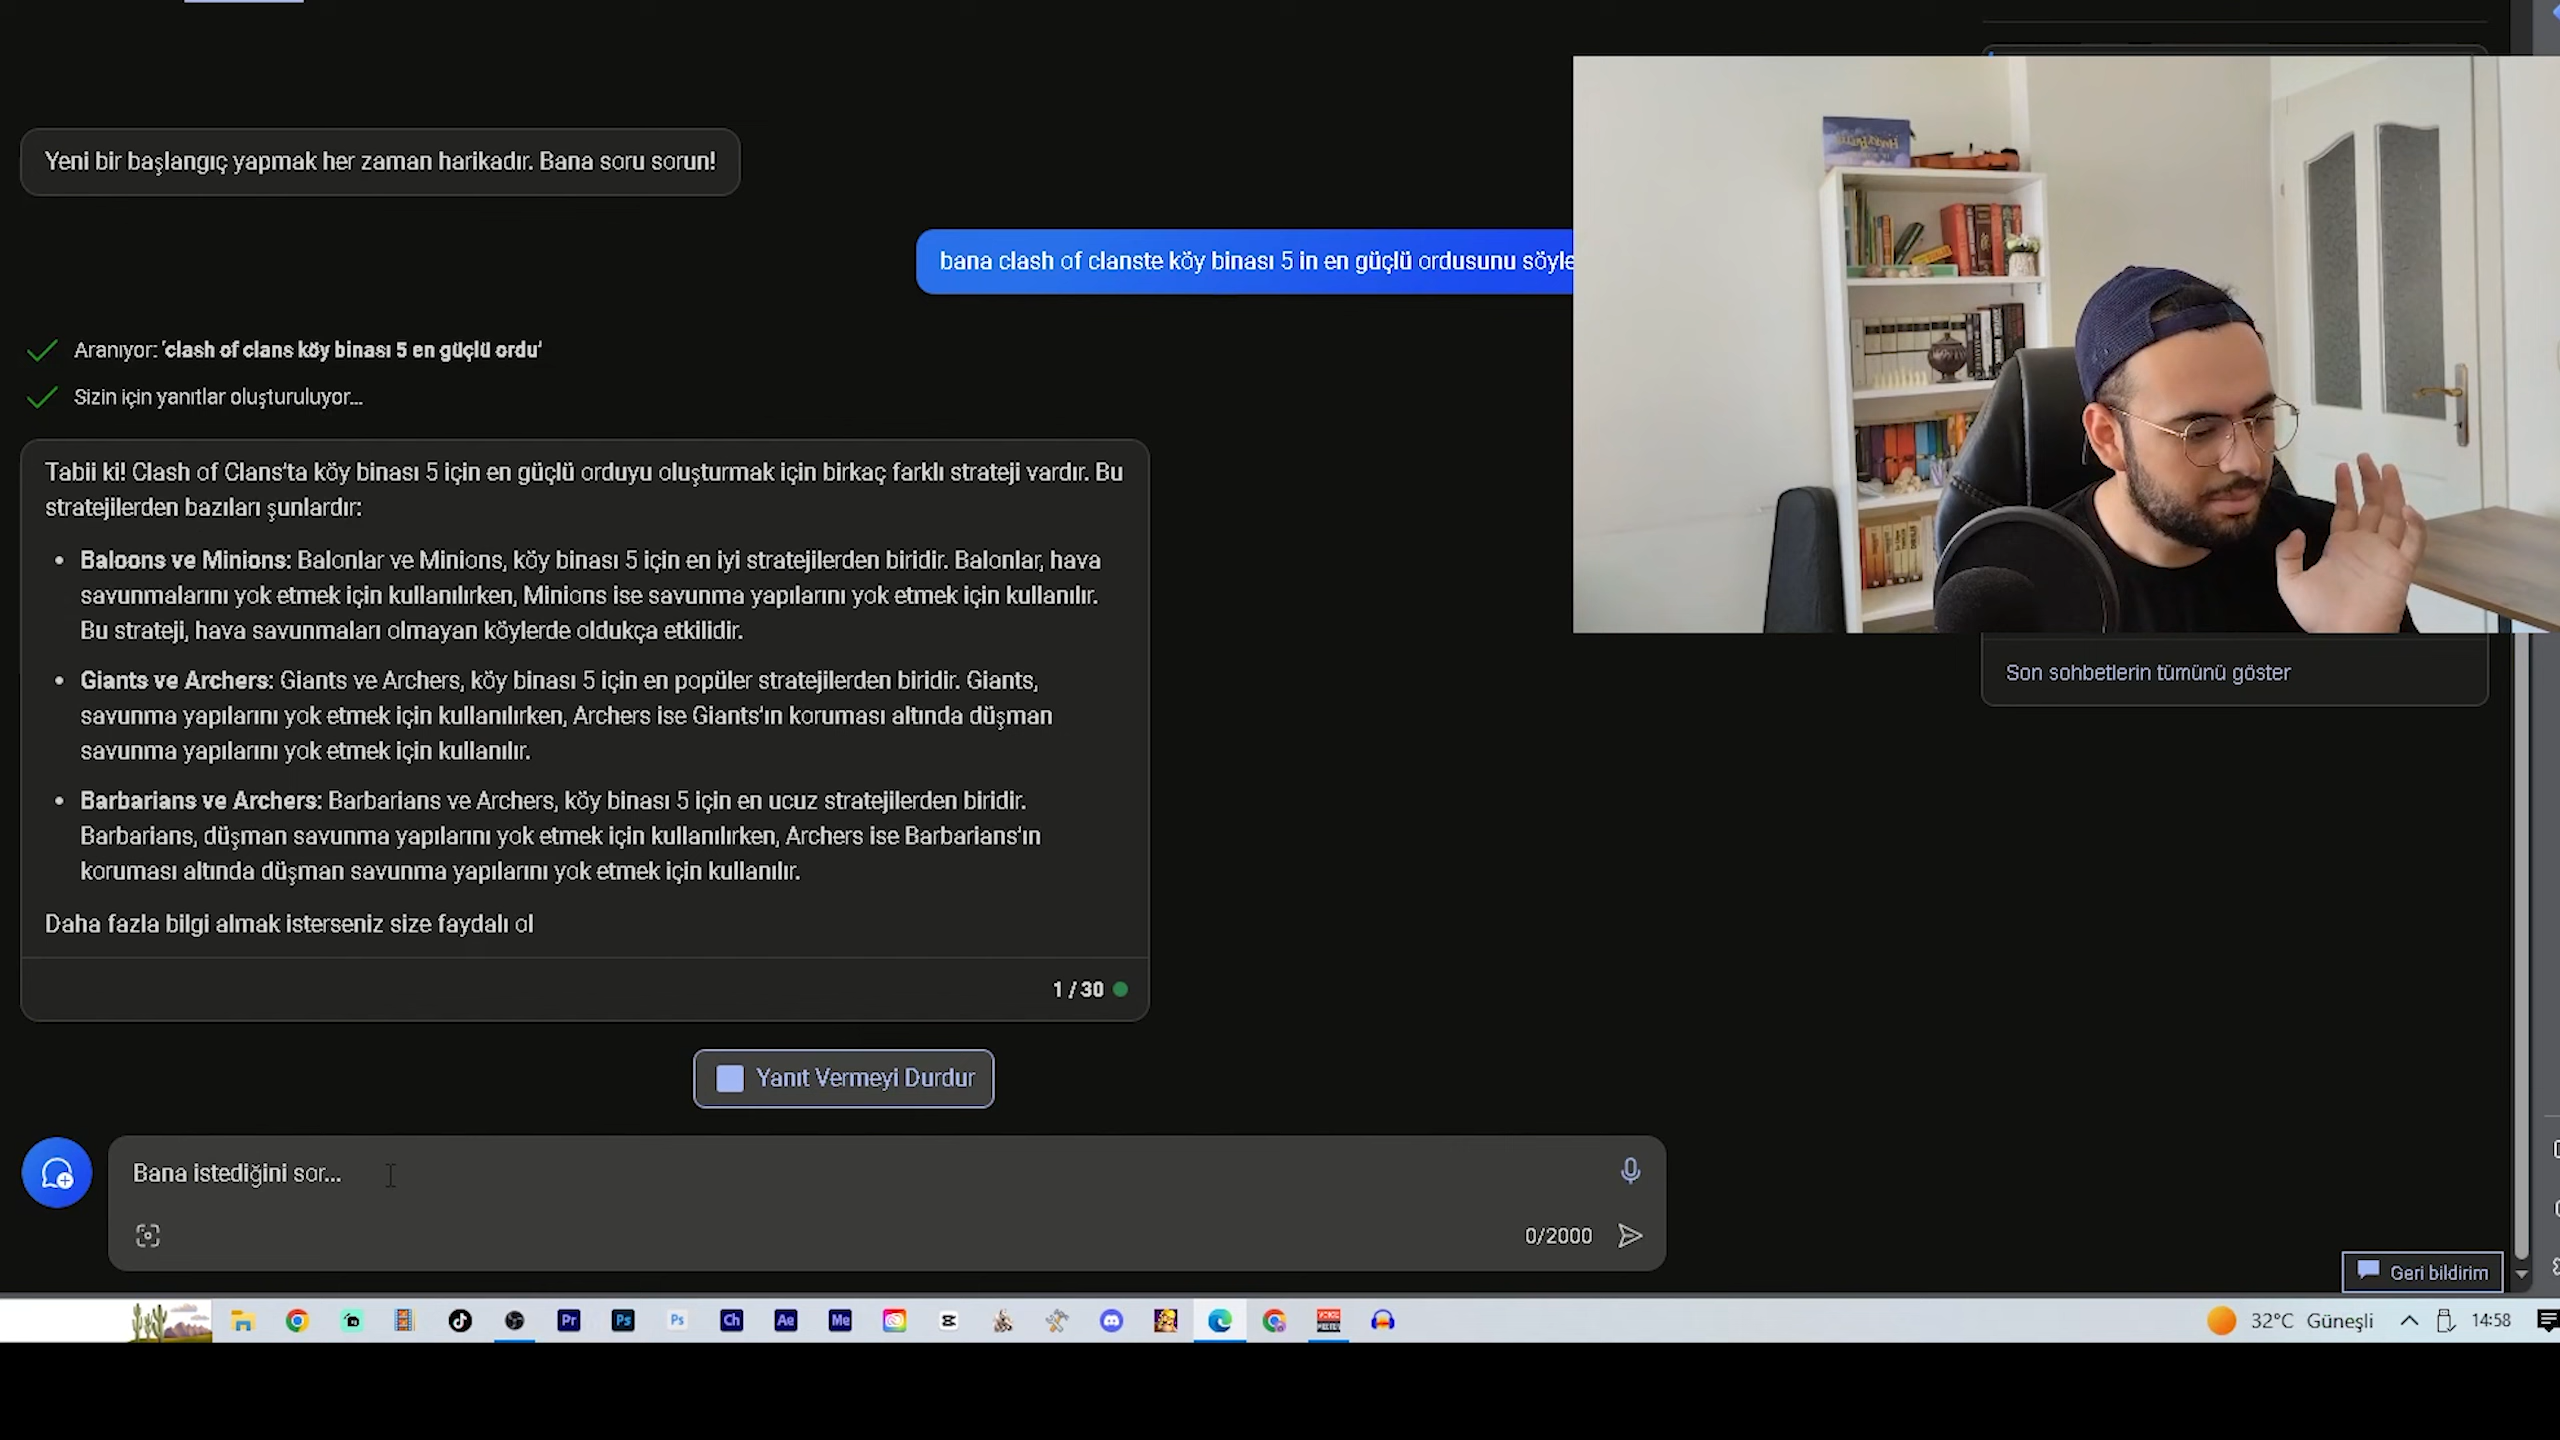 Yeni bir başlangıç yapmak her zaman harikadır. Bana soru sorun!
bana clash of clanste köy binası 5 in en güçlü ordusunu söyle
Aranıyor: 'clash of clans köy binası 5 en güçlü ordu'
Sizin için yanıtlar oluşturuluyor...
Tabii ki! Clash of Clans'ta köy binası 5 için en güçlü orduyu oluşturmak için birkaç farklı strateji vardır. Bu
stratejilerden bazıları şunlardır:
• Baloons ve Minions: Balonlar ve Minions, köy binası 5 için en iyi stratejilerden biridir. Balonlar, hava
savunmalarını yok etmek için kullanılırken, Minions ise savunma yapılarını yok etmek için kullanılır.
Bu strateji, hava savunmaları olmayan köylerde oldukça etkilidir.
• Giants ve Archers: Giants ve Archers, köy binası 5 için en popüler stratejilerden biridir. Giants,
savunma yapılarını yok etmek için kullanılırken, Archers ise Giants'ın koruması altında düşman
savunma yapılarını yok etmek için kullanılır.
• Barbarians ve Archers: Barbarians ve Archers, köy binası 5 için en ucuz stratejilerden biridir.
Barbarians, düşman savunma yapılarını yok etmek için kullanılırken, Archers ise Barbarians'ın
koruması altında düşman savunma yapılarını yok etmek için kullanılır.
Daha fazla bilgi almak isterseniz size faydalı ol
1 / 30
Yanıt Vermeyi Durdur
Bana istediğini sor...
0/2000
Son sohbetlerin tümünü göster
Geri bildirim
Pr Ps Ps Ch Ae Me
32°C Güneşli 14:58